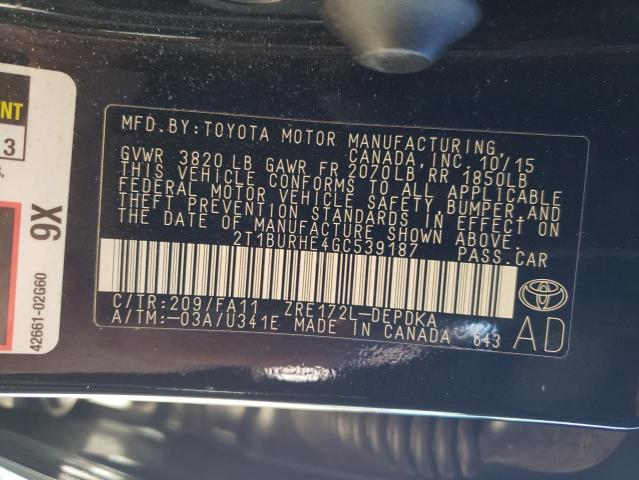 MFD.BY:TOYOTA MOTOR MANUFACTURING,
CANADA, INC. 10/15
GVWR 3820 LB GAWR FR 2070LB RR 1850LB
THIS VEHICLE CONFORMS TO ALL APPLICABLE
FEDERAL MOTOR VEHICLE SAFETY, BUMPER, AND
THEFT PREVENTION STANDARDS IN EFFECT ON
THE DATE OF MANUFACTURE SHOWN ABOVE.
2T1BURHE4GC539187 PASS.CAR
C/TR:209/FA11 ZRE172L-DEPDKA
A/TM:-03A/U341E MADE IN CANADA 643
AD
NT
3
S.
9X
42661-02G60